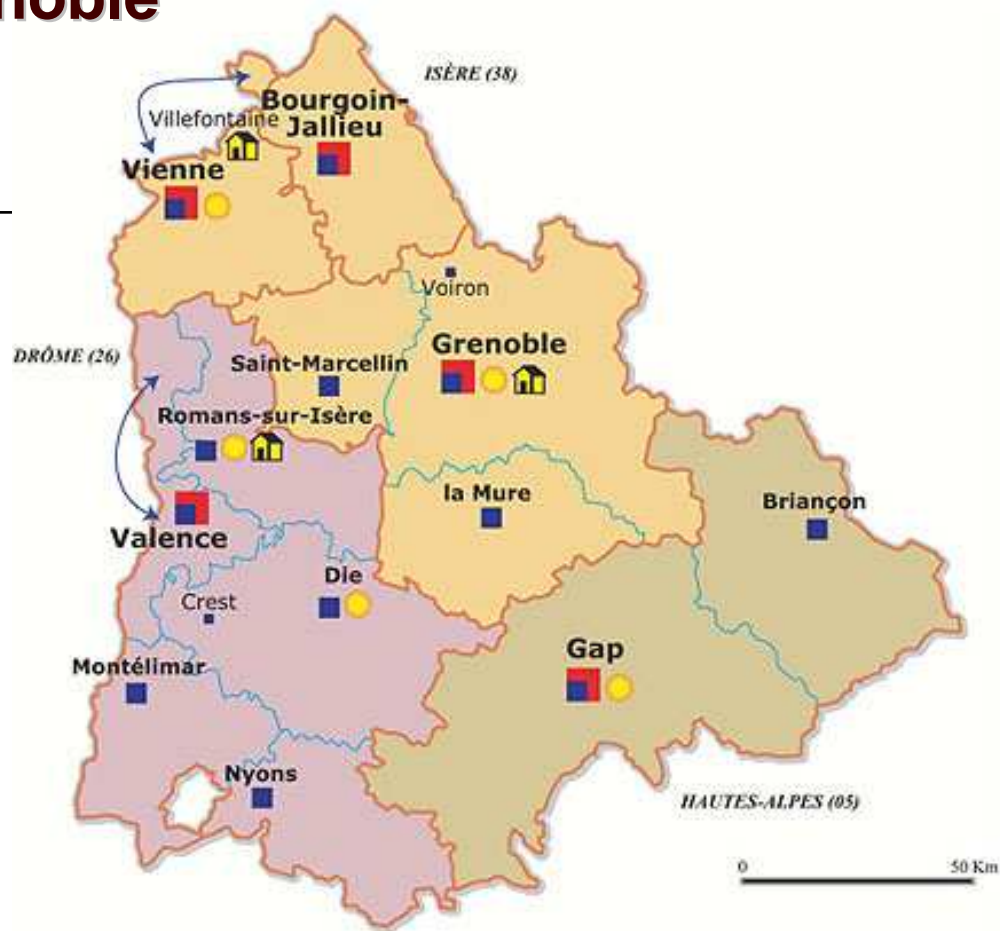 noble
ISÈRE (38)
Bourgoin-
Jallieu
Villefontaine
Vienne
Voiron
DRÔME (26)
Grenoble
Saint-Marcellin
Romans-sur-Isère
la Mure
Briançon
Valence
Die
Crest
Gap
Montélimar
Nyons
HAUTES-ALPES (05)
0 50 Km